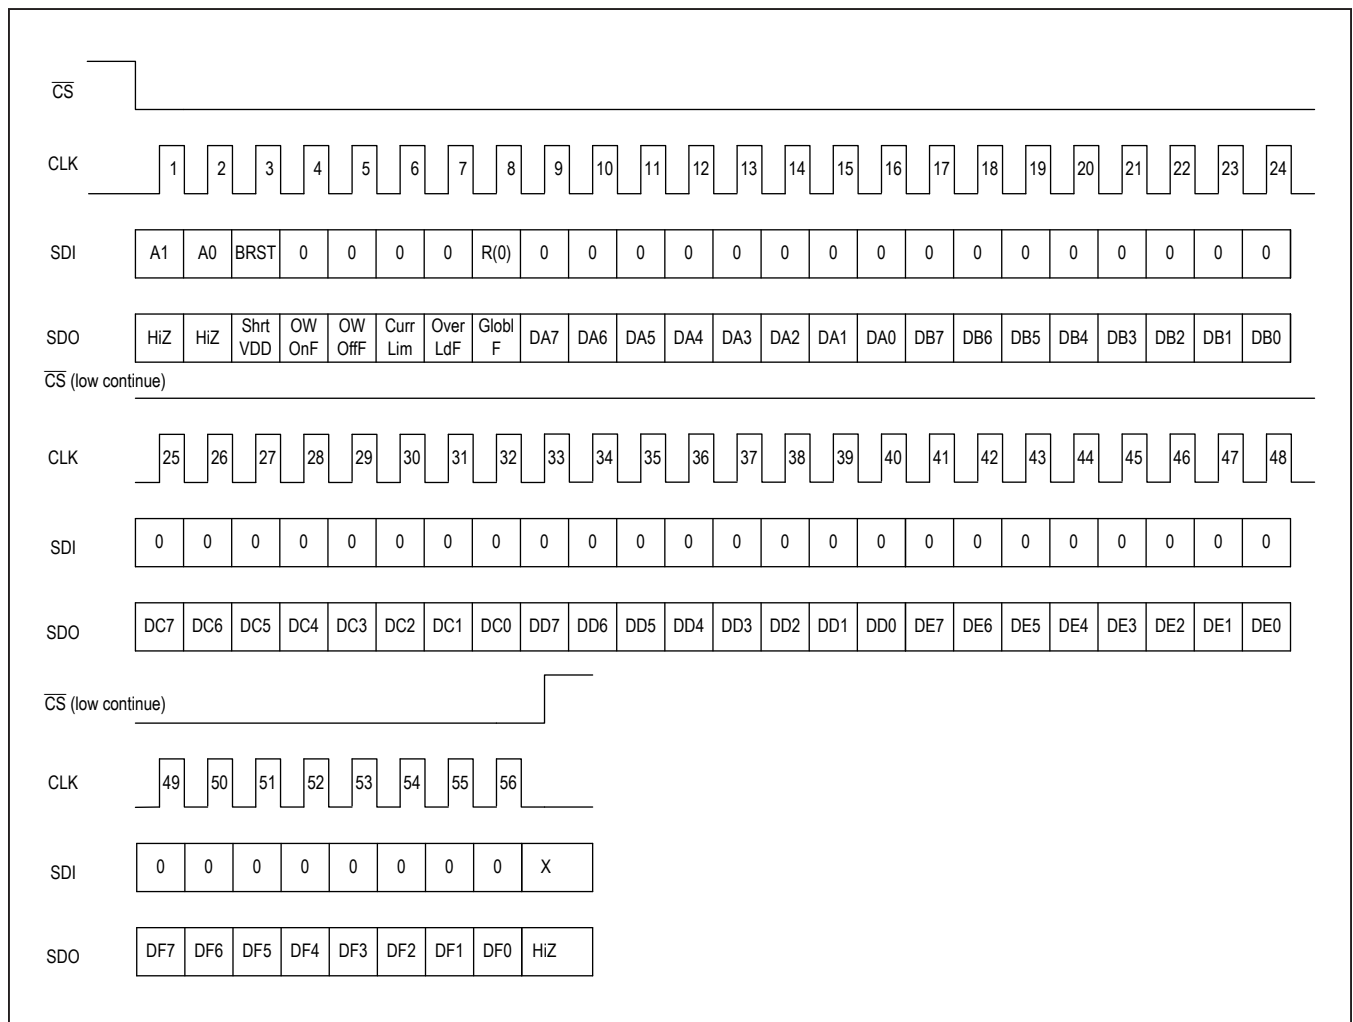 CS
CLK 1 2 3 4 5 6 7 8 9 10 11 12 13 14 15 16 17 18 19 20 21 22 23 24
SDI A1 A0 BRST 0 0 0 0 R(0) 0 0 0 0 0 0 0 0 0 0 0 0 0 0 0 0
SDO HiZ HiZ Shrt VDD OW OnF OW OffF Curr Lim Over LdF Globl F DA7 DA6 DA5 DA4 DA3 DA2 DA1 DA0 DB7 DB6 DB5 DB4 DB3 DB2 DB1 DB0
CS (low continue)
CLK 25 26 27 28 29 30 31 32 33 34 35 36 37 38 39 40 41 42 43 44 45 46 47 48
SDI 0 0 0 0 0 0 0 0 0 0 0 0 0 0 0 0 0 0 0 0 0 0 0 0
SDO DC7 DC6 DC5 DC4 DC3 DC2 DC1 DC0 DD7 DD6 DD5 DD4 DD3 DD2 DD1 DD0 DE7 DE6 DE5 DE4 DE3 DE2 DE1 DE0
CS (low continue)
CLK 49 50 51 52 53 54 55 56
SDI 0 0 0 0 0 0 0 0 X
SDO DF7 DF6 DF5 DF4 DF3 DF2 DF1 DF0 HiZ